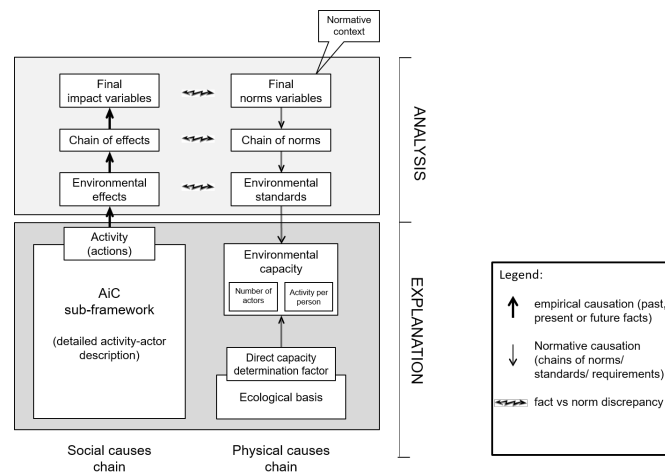 Normative
context
Final
impact variables
Final
norms variables
Chain of effects
Chain of norms
Environmental
effects
Environmental
standards
ANALYSIS
Activity
(actions)
AiC
sub-framework
(detailed activity-actor
description)
Environmental
capacity
Number of
actors
Activity per
person
Direct capacity
determination factor
Ecological basis
EXPLANATION
Social causes
chain
Physical causes
chain
Legend:
empirical causation (past,
present or future facts)
Normative causation
(chains of norms/
standards/ requirements)
fact vs norm discrepancy